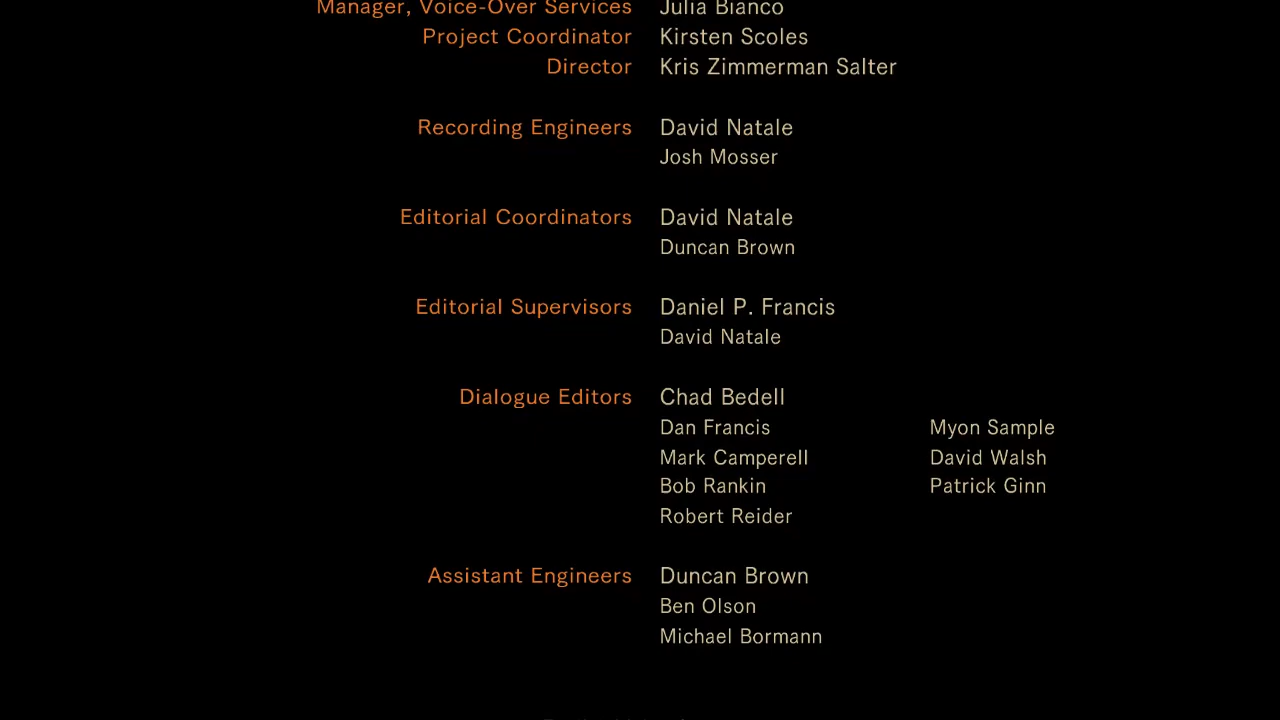 Manager, Voice-Over Services Julia Bianco
Project Coordinator Kirsten Scoles
Director Kris Zimmerman Salter
Recording Engineers David Natale
Josh Mosser
Editorial Coordinators David Natale
Duncan Brown
Editorial Supervisors Daniel P. Francis
David Natale
Dialogue Editors Chad Bedell
Dan Francis Myon Sample
Mark Camperell David Walsh
Bob Rankin Patrick Ginn
Robert Reider
Assistant Engineers Duncan Brown
Ben Olson
Michael Bormann